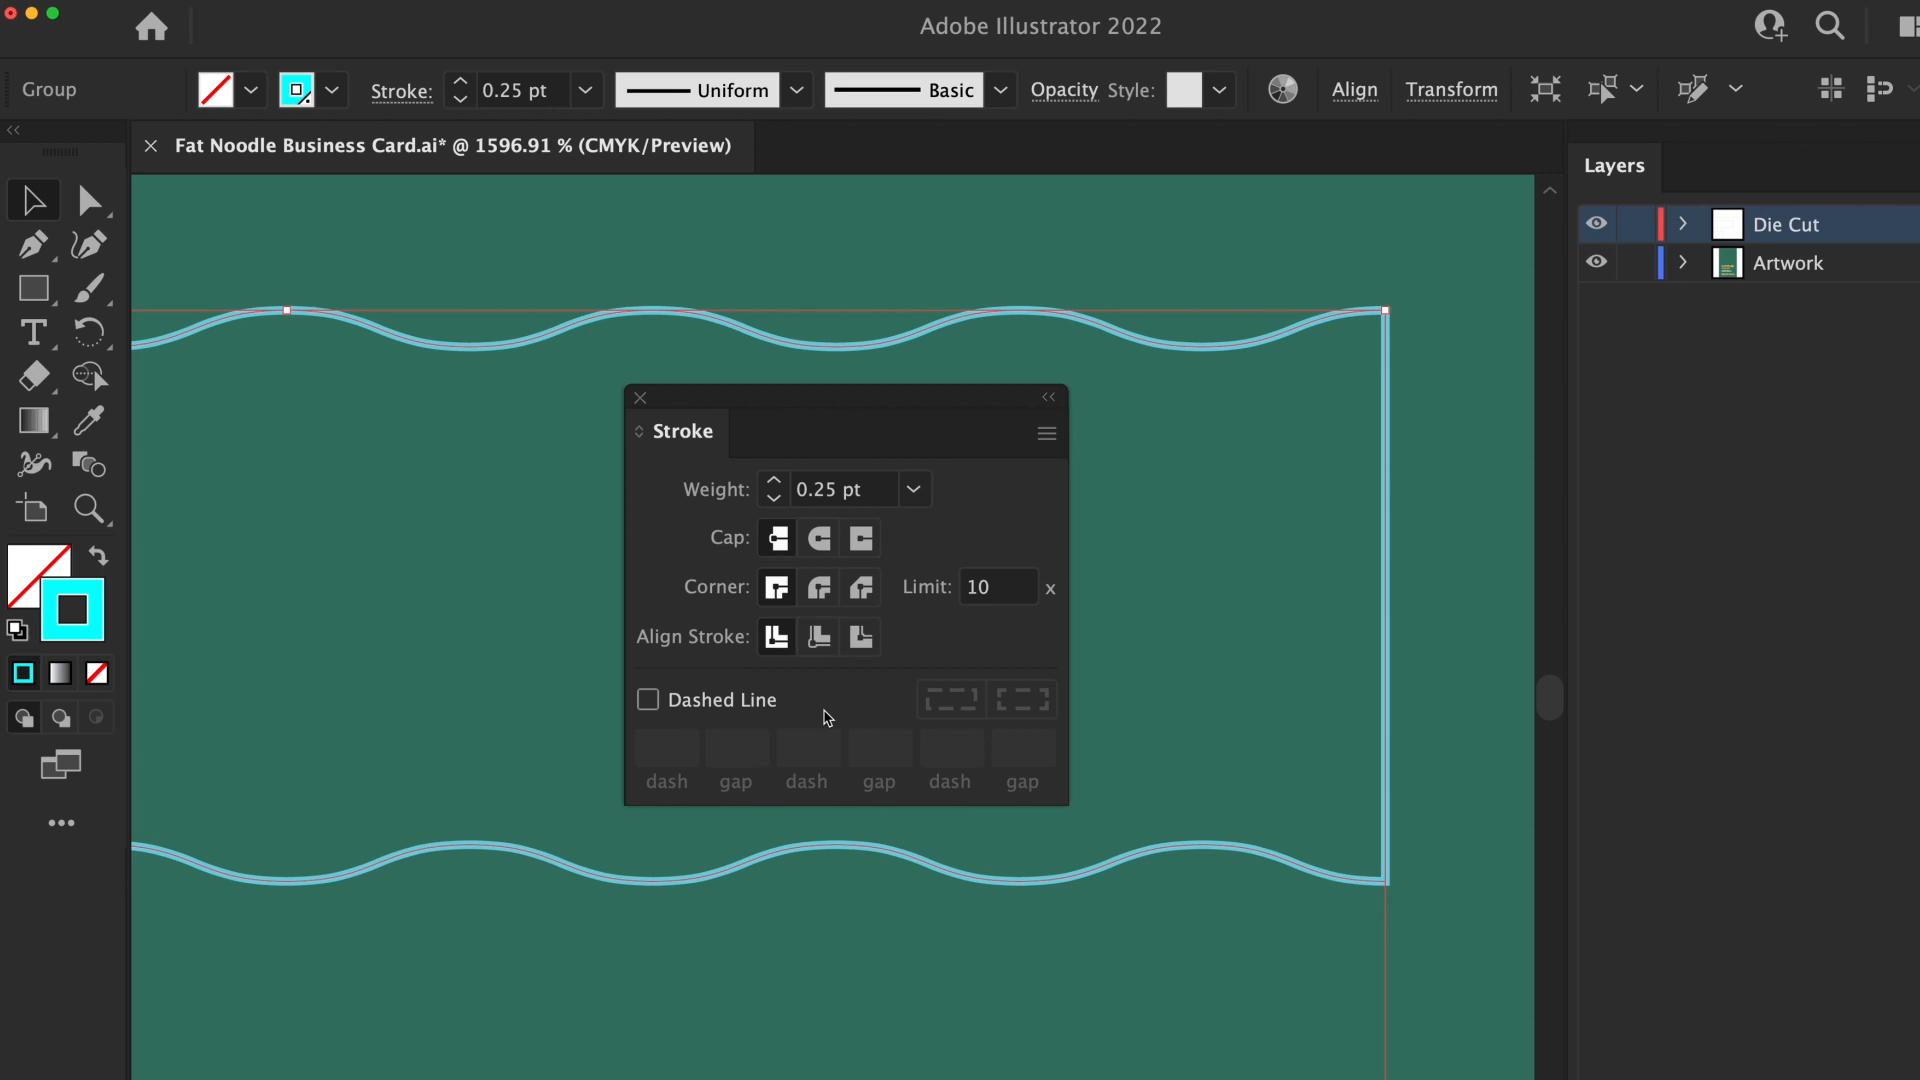 Adobe Illustrator 2022
Group
Stroke:
0.25 pt
Uniform
Basic
Opacity
Style:
Align
Transform
Fat Noodle Business Card.ai* @ 1596.91 % (CMYK/Preview)
Layers
Die Cut
Artwork
Stroke
Weight:
0.25 pt
Cap:
Corner:
Limit:
10
x
Align Stroke:
Dashed Line
dash
gap
dash
gap
dash
gap